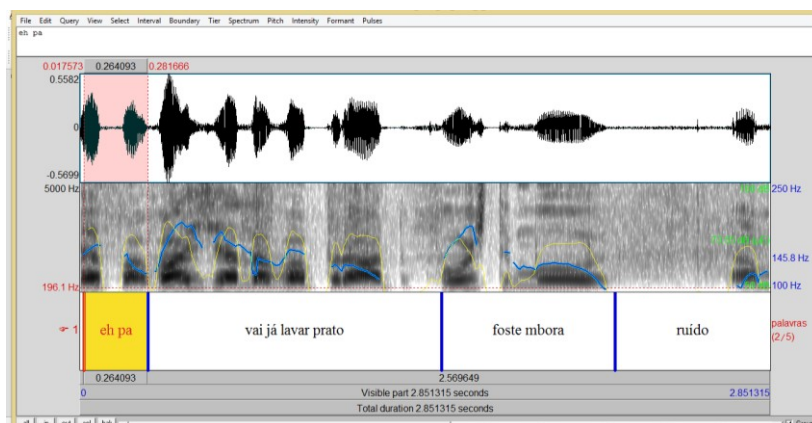 File Edit Query View Select Interval Boundary Tier Spectrum Pitch Intensity Formant Pulses
eh pa
0.017573 0.264093 0.281666
0.5582
0
-0.5699
5000 Hz 250 Hz
145.8 Hz
196.1 Hz 100 Hz
1 eh pa vai já lavar prato foste mbora ruído palavras
(2/5)
0.264093 2.569649
0 Visible part 2.851315 seconds 2.851315
Total duration 2.851315 seconds